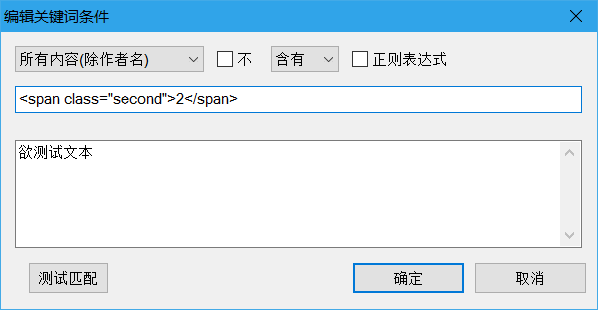 编辑关键词条件
所有内容(除作者名) 不 含有 正则表达式
<span class="second">2</span>
欲测试文本
测试匹配 确定 取消